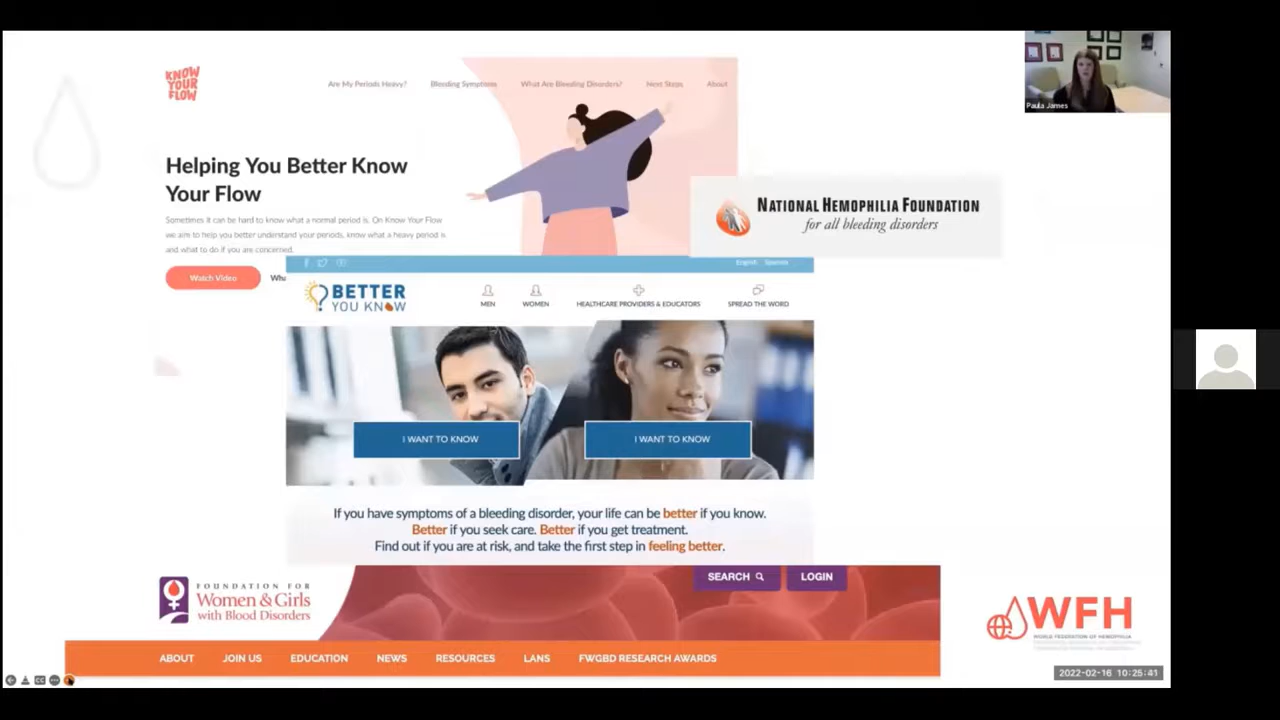 KNOW
YOUR
FLOW
Are My Periods Heavy? Bleeding Symptoms What Are Bleeding Disorders? Next Steps About
Paula James
Helping You Better Know
Your Flow
Sometimes it can be hard to know what a normal period is. On Know Your Flow
we aim to help you better understand your periods, know what a heavy period is
and what to do if you are concerned.
NATIONAL HEMOPHILIA FOUNDATION
for all bleeding disorders
Watch Video
English
BETTER
YOU KNOW
MEN WOMEN HEALTHCARE PROVIDERS & EDUCATORS SPREAD THE WORD
I WANT TO KNOW I WANT TO KNOW
If you have symptoms of a bleeding disorder, your life can be better if you know.
Better if you seek care. Better if you get treatment.
Find out if you are at risk, and take the first step in feeling better.
SEARCH LOGIN
FOUNDATION FOR
Women & Girls
with Blood Disorders
WFH
WORLD FEDERATION OF HEMOPHILIA
ABOUT JOIN US EDUCATION NEWS RESOURCES LANS FWGBD RESEARCH AWARDS
2022-02-16 10:25:41